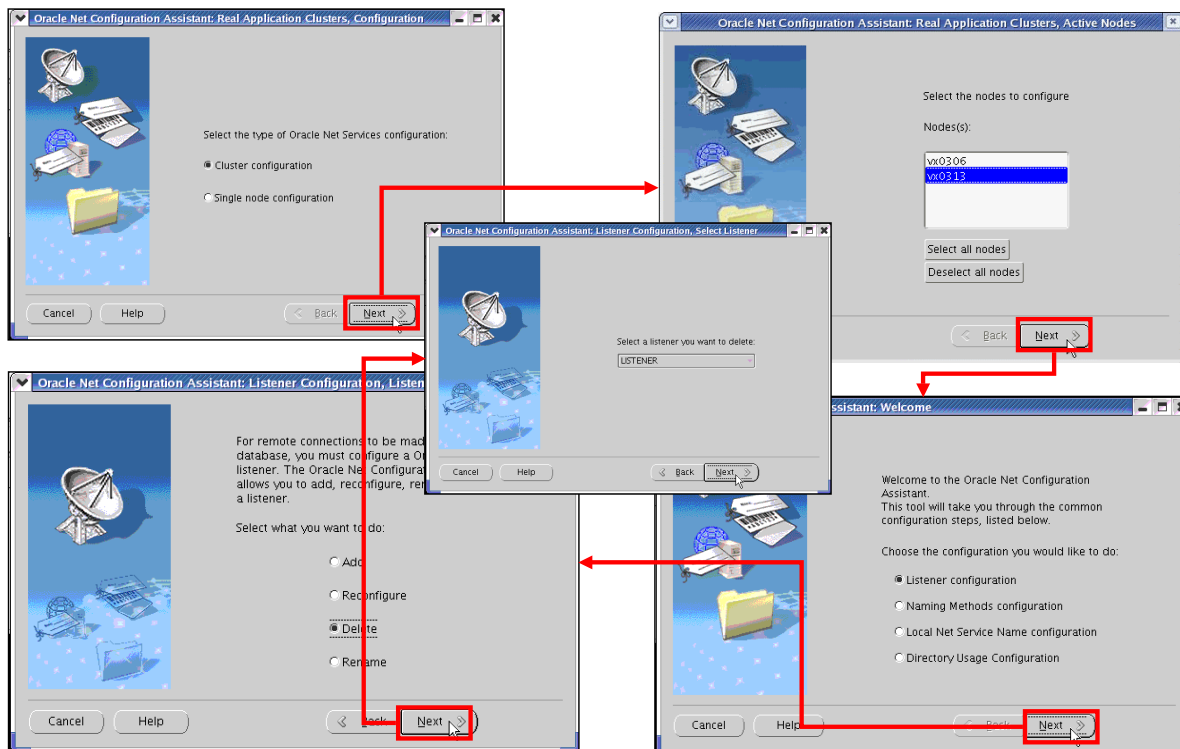 Oracle Net Configuration Assistant: Real Application Clusters, Configuration
Select the type of Oracle Net Services configuration:
Cluster configuration
Single node configuration
Cancel
Help
Back
Next
Oracle Net Configuration Assistant: Real Application Clusters, Active Nodes
Select the nodes to configure
Nodes(s):
vx0306
vx0313
Select all nodes
Deselect all nodes
Back
Next
Oracle Net Configuration Assistant: Listener Configuration, Select Listener
Select a listener you want to delete:
LISTENER
Cancel
Help
Back
Next
Oracle Net Configuration Assistant: Listener Configuration, Listen
For remote connections to be mad
database, you must configure a O
listener. The Oracle Net Configura
allows you to add, reconfigure, re
a listener.
Select what you want to do:
Add
Reconfigure
Delete
Rename
Cancel
Help
Back
Next
ssistant: Welcome
Welcome to the Oracle Net Configuration
Assistant.
This tool will take you through the common
configuration steps, listed below.
Choose the configuration you would like to do:
Listener configuration
Naming Methods configuration
Local Net Service Name configuration
Directory Usage Configuration
Cancel
Help
Back
Next